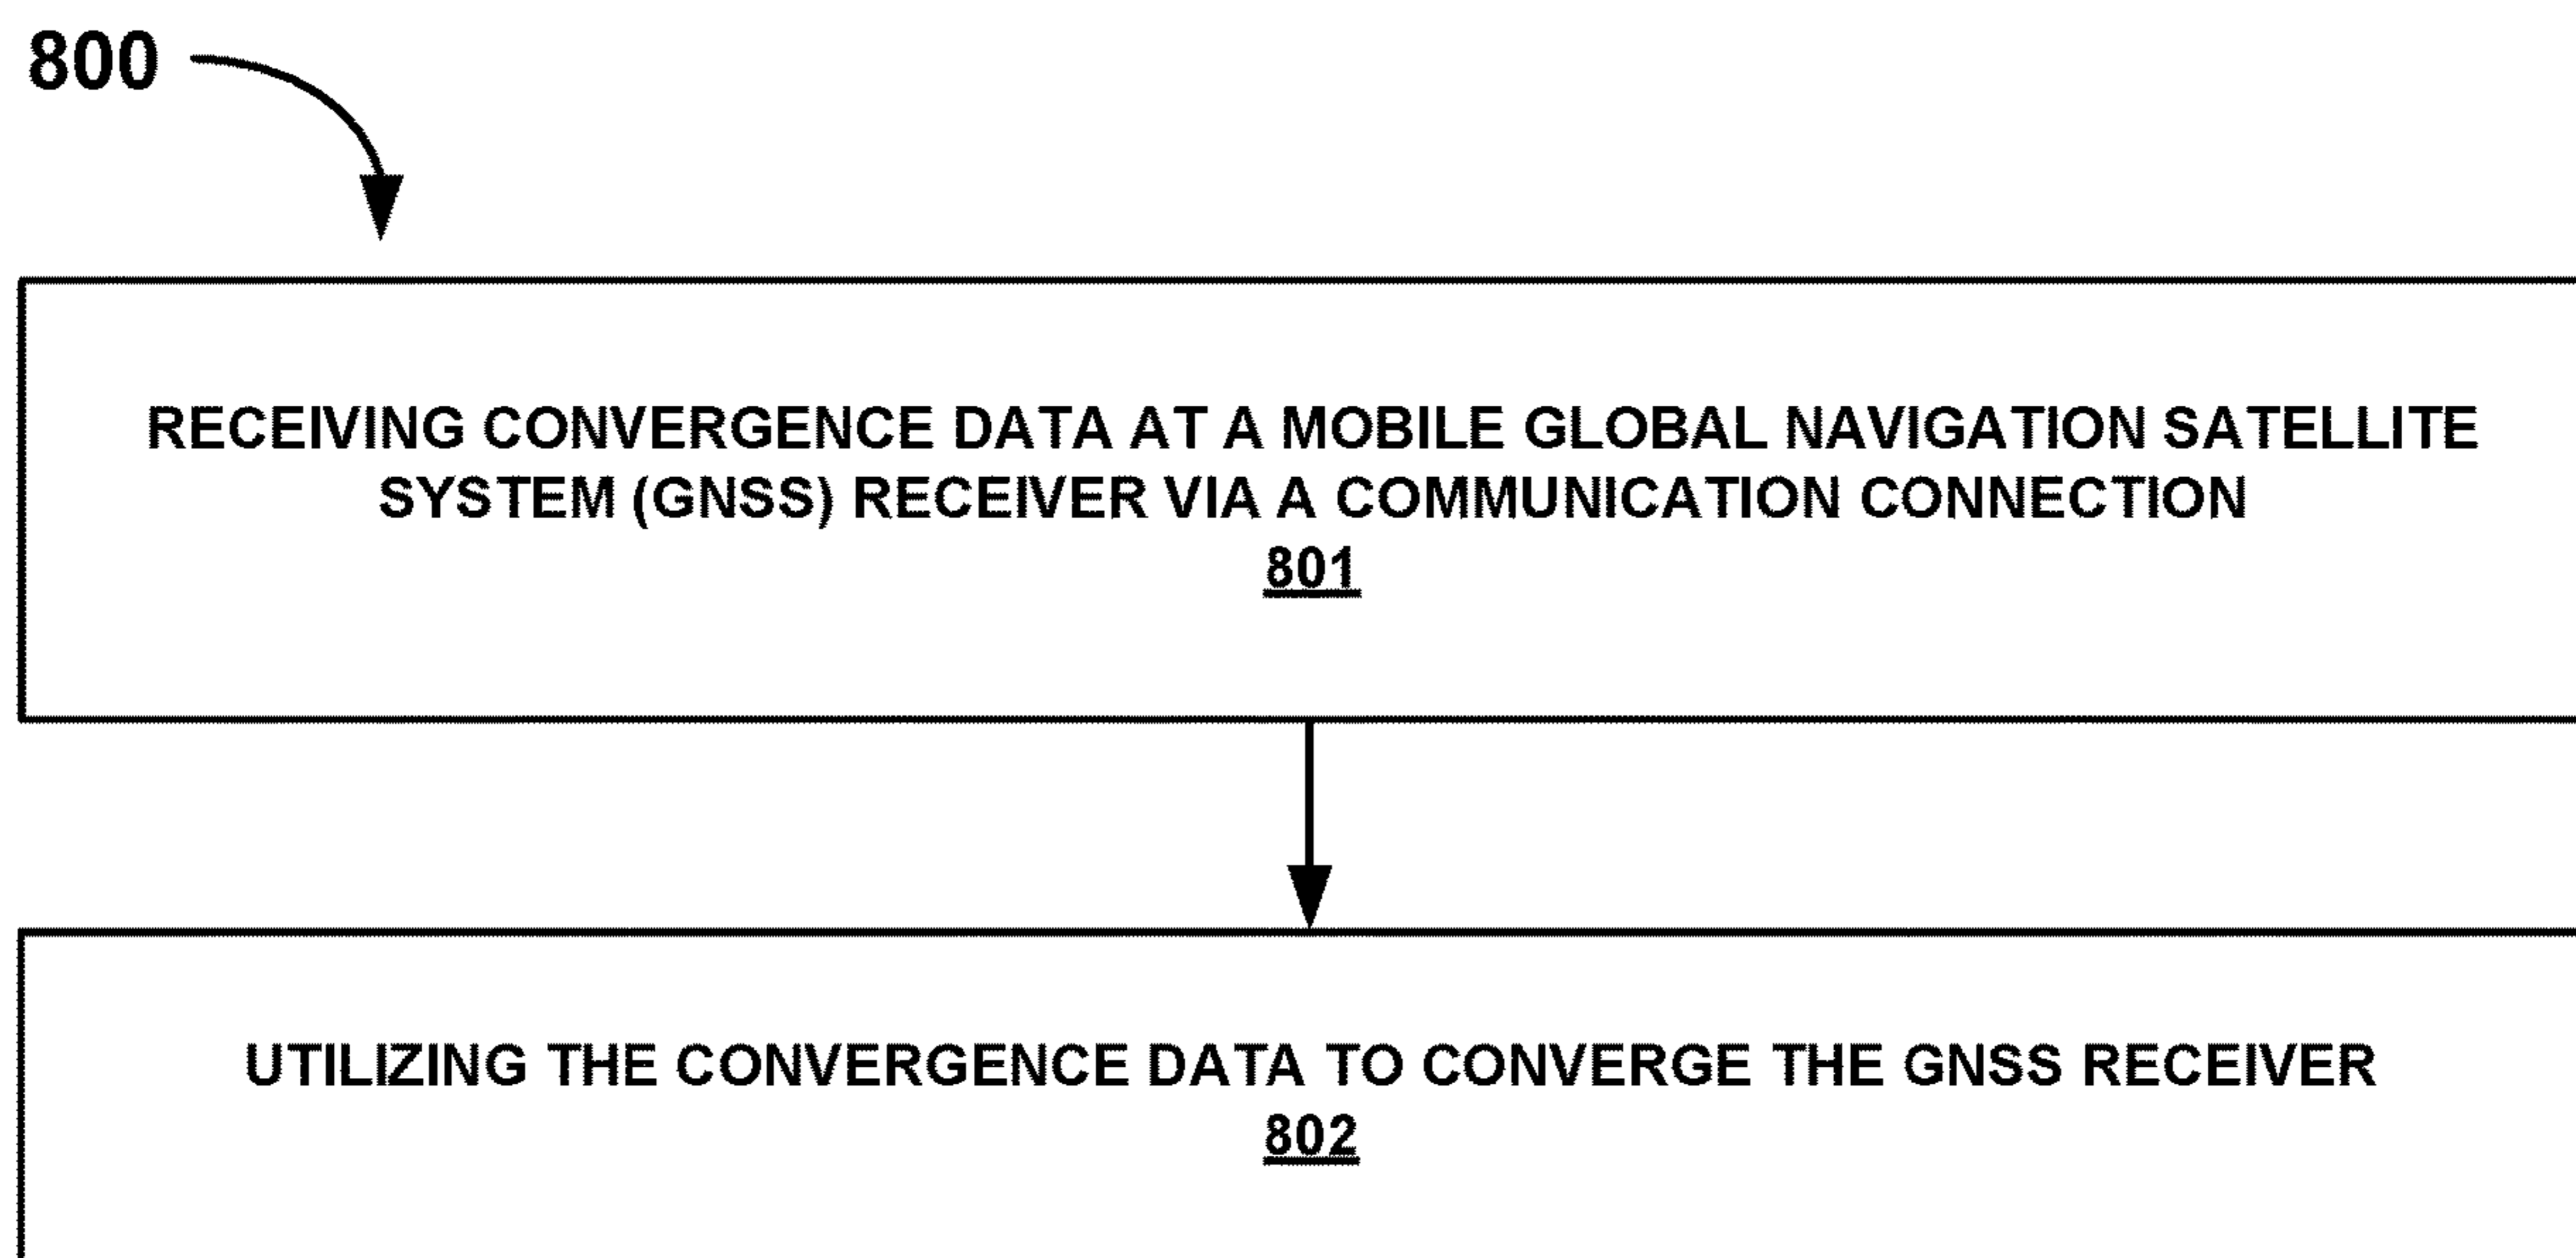 800
RECEIVING CONVERGENCE DATA AT A MOBILE GLOBAL NAVIGATION SATELLITE
SYSTEM (GNSS) RECEIVER VIA A COMMUNICATION CONNECTION
801
UTILIZING THE CONVERGENCE DATA TO CONVERGE THE GNSS RECEIVER
802